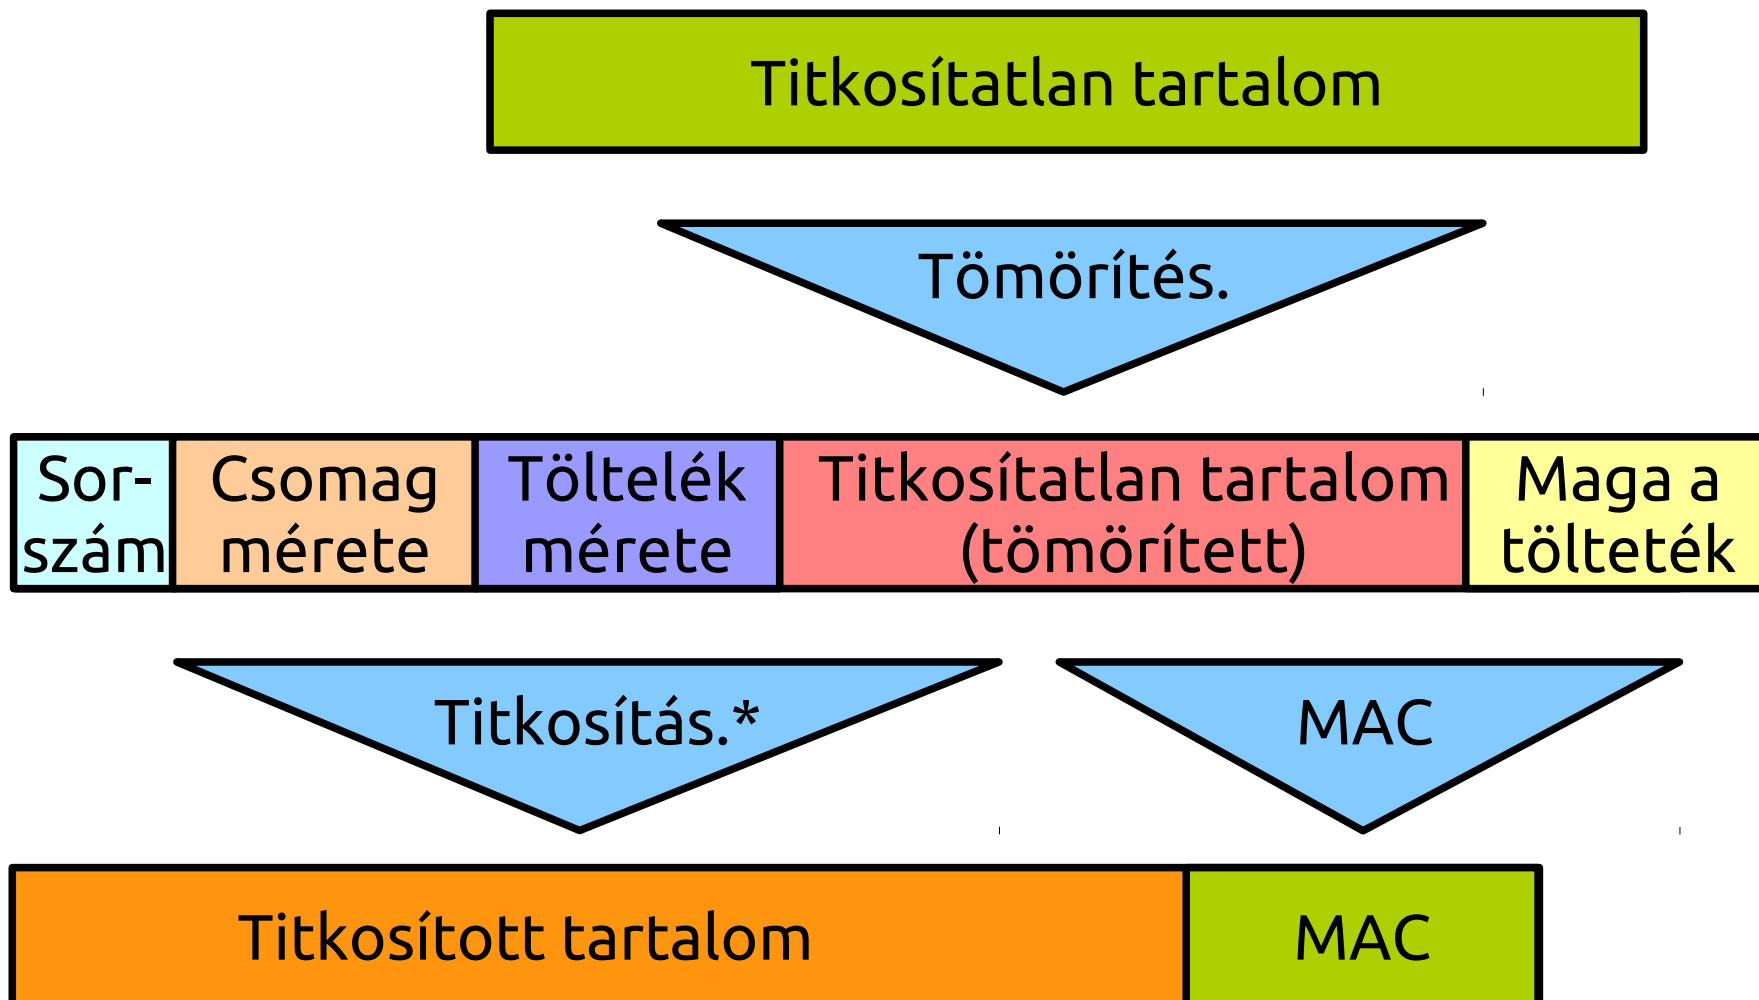 Titkosítatlan tartalom
Tömörítés.
Sor-
szám
Csomag
mérete
Töltelék
mérete
Titkosítatlan tartalom
(tömörített)
Maga a
tölteték
Titkosítás.*
MAC
Titkosított tartalom
MAC